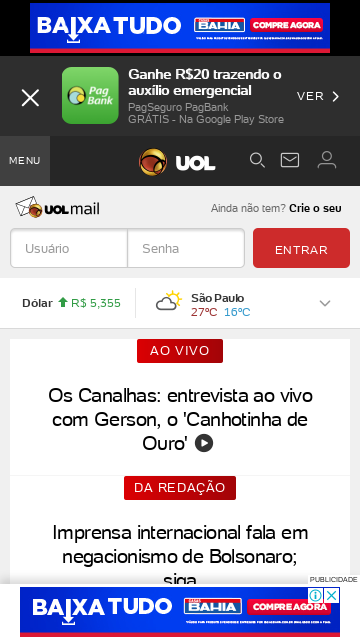 BAIXA TUDO
CASAS
BAHIA
COMPRE AGORA
Ganhe R$20 trazendo o
auxílio emergencial
PagSeguro PagBank
GRÁTIS - Na Google Play Store
Pag
Bank
VER
MENU
UOL
UOL mail
Ainda não tem? Crie o seu
Usuário
Senha
ENTRAR
Dólar
R$ 5,355
São Paulo
27ºC 16ºC
AO VIVO
Os Canalhas: entrevista ao vivo
com Gerson, o 'Canhotinha de
Ouro'
DA REDAÇÃO
Imprensa internacional fala em
negacionismo de Bolsonaro;
siga
PUBLICIDADE
BAIXA TUDO
CASAS
BAHIA
COMPRE AGORA